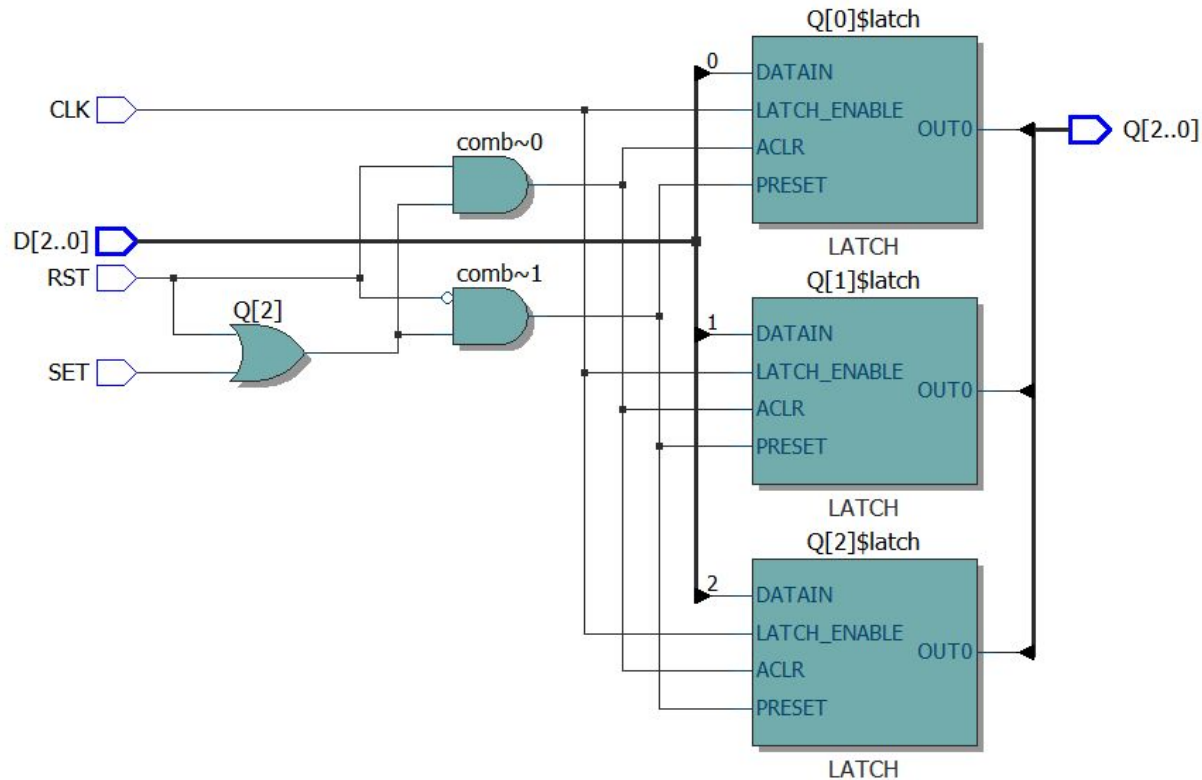 CLK
D[2..0]
RST
SET
Q[2]
comb~0
comb~1
0
1
2
Q[0]$latch
DATAIN
LATCH_ENABLE
ACLR
PRESET
OUT0
LATCH
Q[1]$latch
DATAIN
LATCH_ENABLE
ACLR
PRESET
OUT0
LATCH
Q[2]$latch
DATAIN
LATCH_ENABLE
ACLR
PRESET
OUT0
LATCH
Q[2..0]